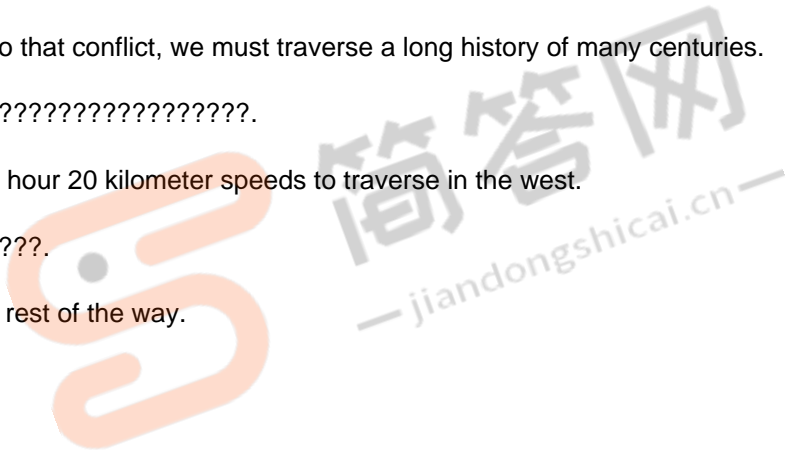 o that conflict, we must traverse a long history of many centuries.
?????????????????.
hour 20 kilometer speeds to traverse in the west.
???.
rest of the way.
简答网
jiandongshicai.cn